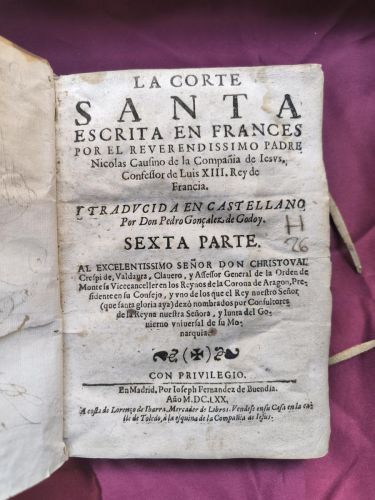 LA CORTE
SANTA
ESCRITA EN FRANCES
POR EL REVERENDISSIMO PADRE
Nicolas Causino de la Compañia de Iesvs,
Confessor de Luis XIII. Rey de
Francia.
Y TRADVCIDA EN CASTELLANO
Por Don Pedro Gonçalez de Godoy.
SEXTA PARTE.
H
26
AL EXCELENTISSIMO SEÑOR DON CHRISTOVAL
Crespi de Valdaura, Clavero, y Assessor General de la Orden de
Montesa Vicecanceller en los Reynos de la Corona de Aragon, Pre-
sidente en su Consejo, y vno de los que el Rey nuestro Señor
(que santa gloria aya) dexò nombrados por Consultores
de la Reyna nuestra Señora, y Iunta del Go-
uierno vniuersal de su Mo-
narquia.
CON PRIVILEGIO.
En Madrid, Por Ioseph Fernandez de Buendia.
Año M.DC.LXX.
A costa de Lorenço de Ibarra, Mercader de Libros. Vendese en su Casa en la ca-
lle de Toledo, à la esquina de la Compañia de Iesus.